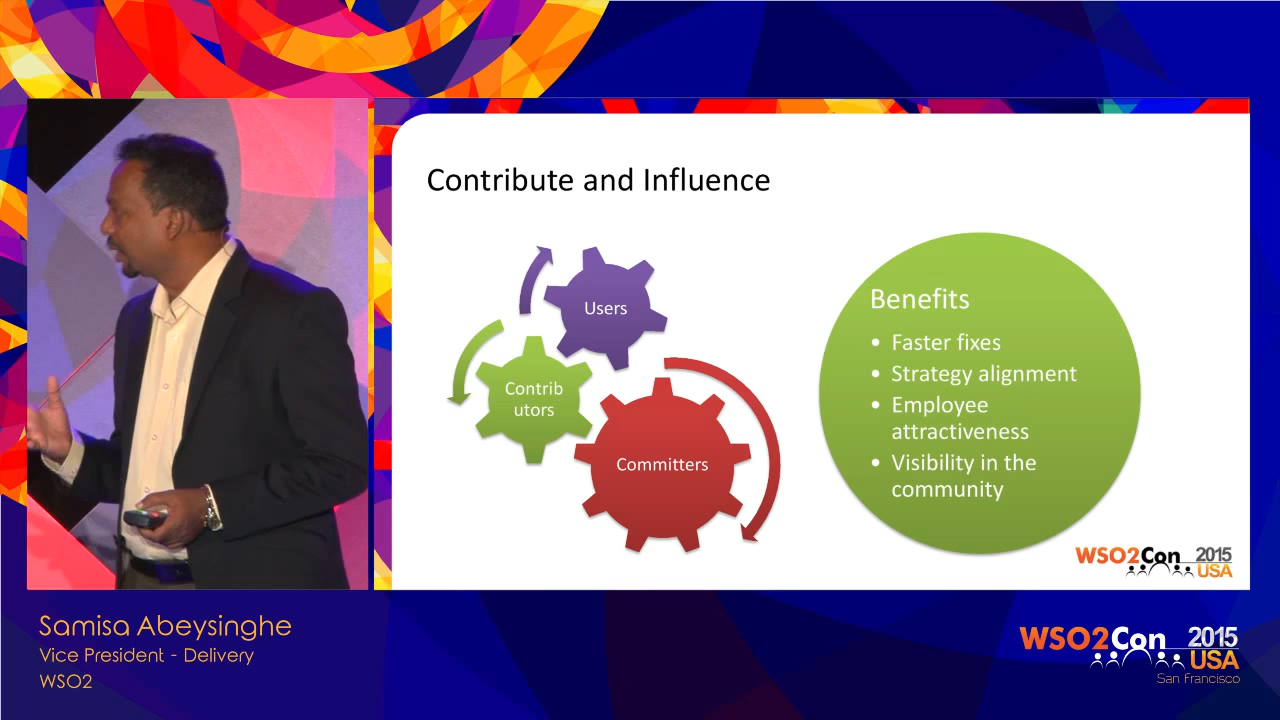 Contribute and Influence
Users
Contrib
utors
Committers
Benefits
• Faster fixes
• Strategy alignment
• Employee
attractiveness
• Visibility in the
community
WSO2Con 2015
USA
Samisa Abeysinghe
Vice President - Delivery
WSO2
WSO2Con 2015
USA
San Francisco